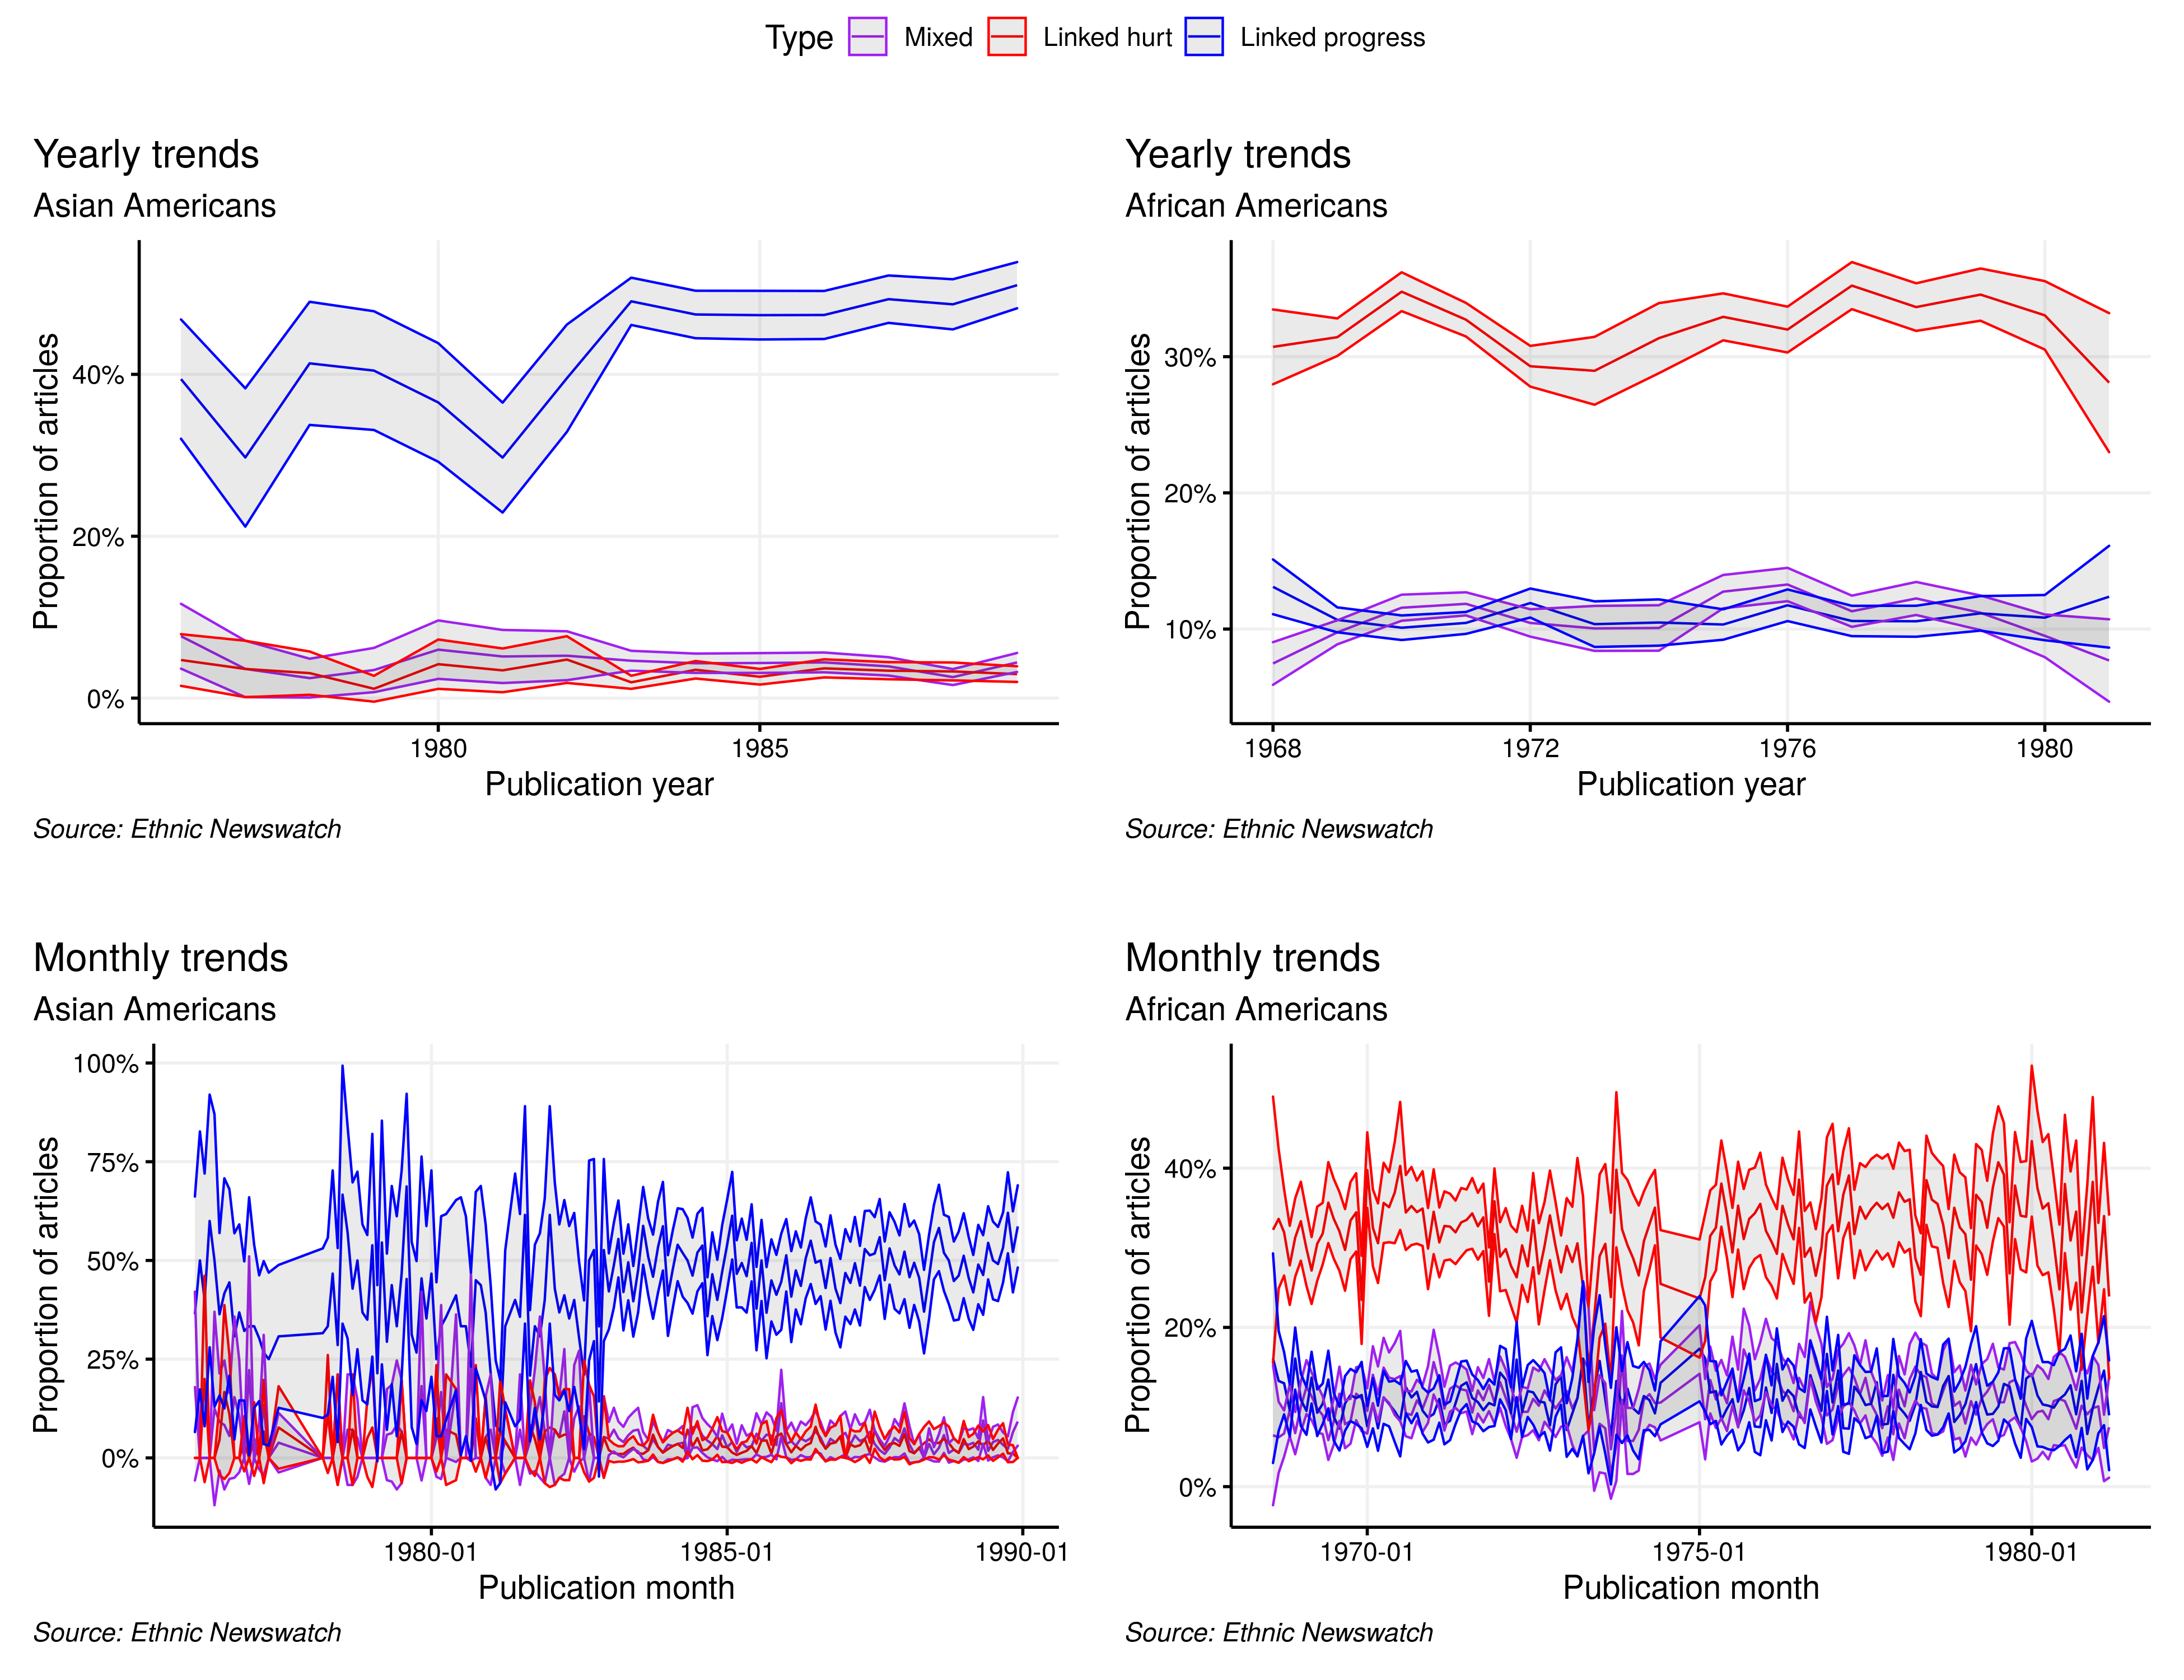 Type Mixed Linked hurt Linked progress
Yearly trends
Asian Americans
Proportion of articles
40%
20%
0%
1980 1985
Publication year
Source: Ethnic Newswatch
Yearly trends
African Americans
Proportion of articles
30%
20%
10%
1968 1972 1976 1980
Publication year
Source: Ethnic Newswatch
Monthly trends
Asian Americans
Proportion of articles
100%
75%
50%
25%
0%
1980-01 1985-01 1990-01
Publication month
Source: Ethnic Newswatch
Monthly trends
African Americans
Proportion of articles
40%
20%
0%
1970-01 1975-01 1980-01
Publication month
Source: Ethnic Newswatch